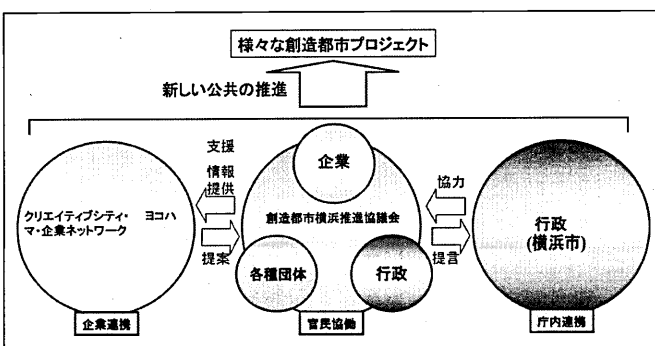 様々な創造都市プロジェクト
新しい公共の推進
支援
情報
提供
提案
企業
創造都市横浜推進協議会
各種団体
行政
協力
提言
クリエイティブシティ・ ヨコハ
マ・企業ネットワーク
行政
(横浜市)
企業連携
官民協働
庁内連携